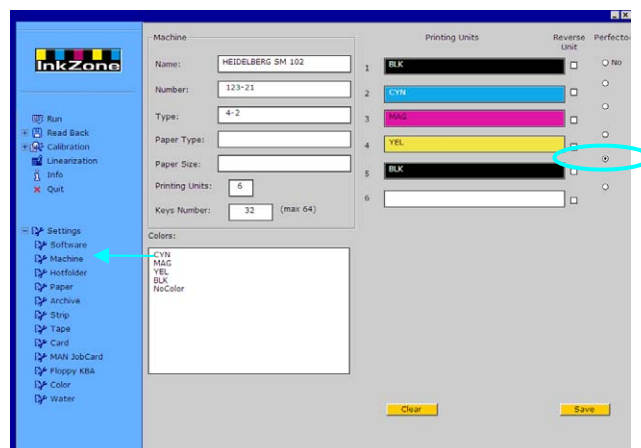 InkZone
Run
Read Back
Calibration
Linearization
Info
Quit
Settings
Software
Machine
Hotfolder
Paper
Archive
Strip
Tape
Card
MAN JobCard
Floppy KBA
Color
Water
Machine
Name: HEIDELBERG SM 102
Number: 123-21
Type: 4-2
Paper Type:
Paper Size:
Printing Units: 6
Keys Number: 32 (max 64)
Colors:
CYN
MAG
YEL
BLK
NoColor
Printing Units Reverse Unit Perfector
1 BLK No
2 CYN
3 MAG
4 YEL
5 BLK
6
Clear Save